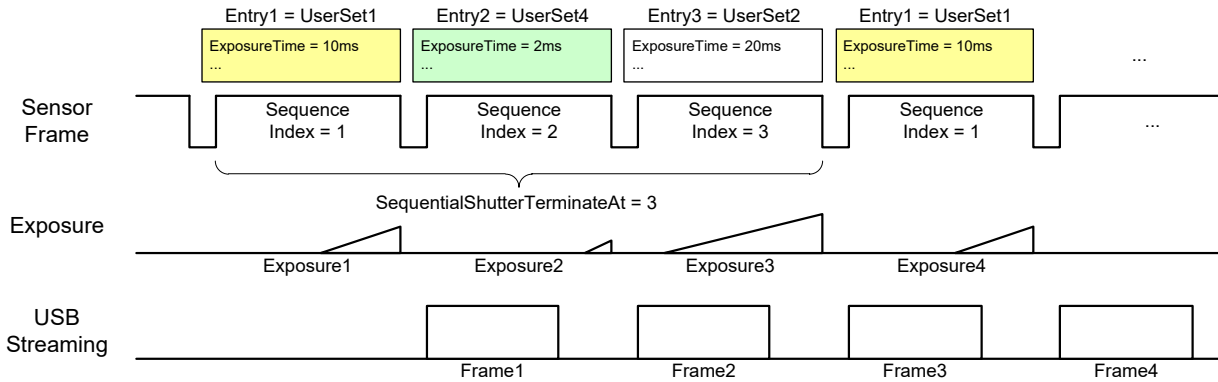 Entry1 = UserSet1
Entry2 = UserSet4
Entry3 = UserSet2
Entry1 = UserSet1
ExposureTime = 10ms
...
ExposureTime = 2ms
...
ExposureTime = 20ms
...
ExposureTime = 10ms
...
...
Sensor
Frame
Sequence
Index = 1
Sequence
Index = 2
Sequence
Index = 3
Sequence
Index = 1
...
SequentialShutterTerminateAt = 3
Exposure
Exposure1
Exposure2
Exposure3
Exposure4
USB
Streaming
Frame1
Frame2
Frame3
Frame4